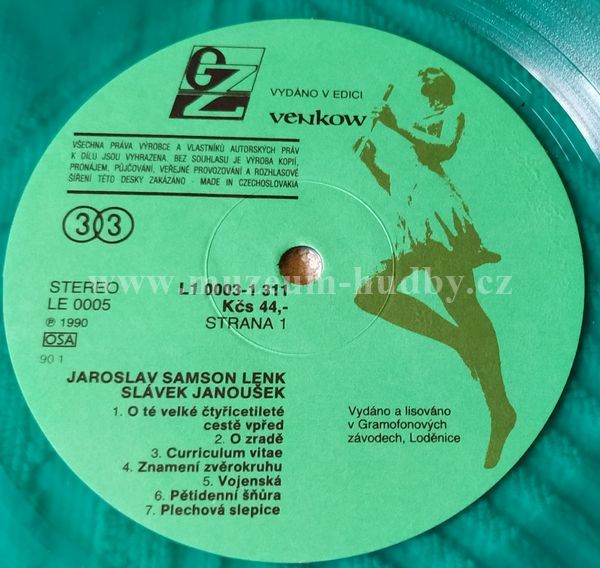 GZ
VYDÁNO V EDICI
VENKOW
VŠECHNA PRÁVA VÝROBCE A VLASTNÍKŮ AUTORSKÝCH PRÁV
K DÍLU JSOU VYHRAZENA. BEZ SOUHLASU JE VÝROBA KOPIÍ,
PRONÁJEM, PŮJČOVÁNÍ, VEŘEJNÉ PROVOZOVÁNÍ A ROZHLASOVÉ
ŠÍŘENÍ TÉTO DESKY ZAKÁZÁNO - MADE IN CZECHOSLOVAKIA
33
www.muzeum-hudby.cz
STEREO
LE 0005
℗ 1990
OSA
90 1
L1 0003-1 311
Kčs 44,-
STRANA 1
JAROSLAV SAMSON LENK
SLÁVEK JANOUŠEK
1. O té velké čtyřicetileté
cestě vpřed
2. O zradě
3. Curriculum vitae
4. Znamení zvěrokruhu
5. Vojenská
6. Pětidenní šňůra
7. Plechová slepice
Vydáno a lisováno
v Gramofonových
závodech, Loděnice